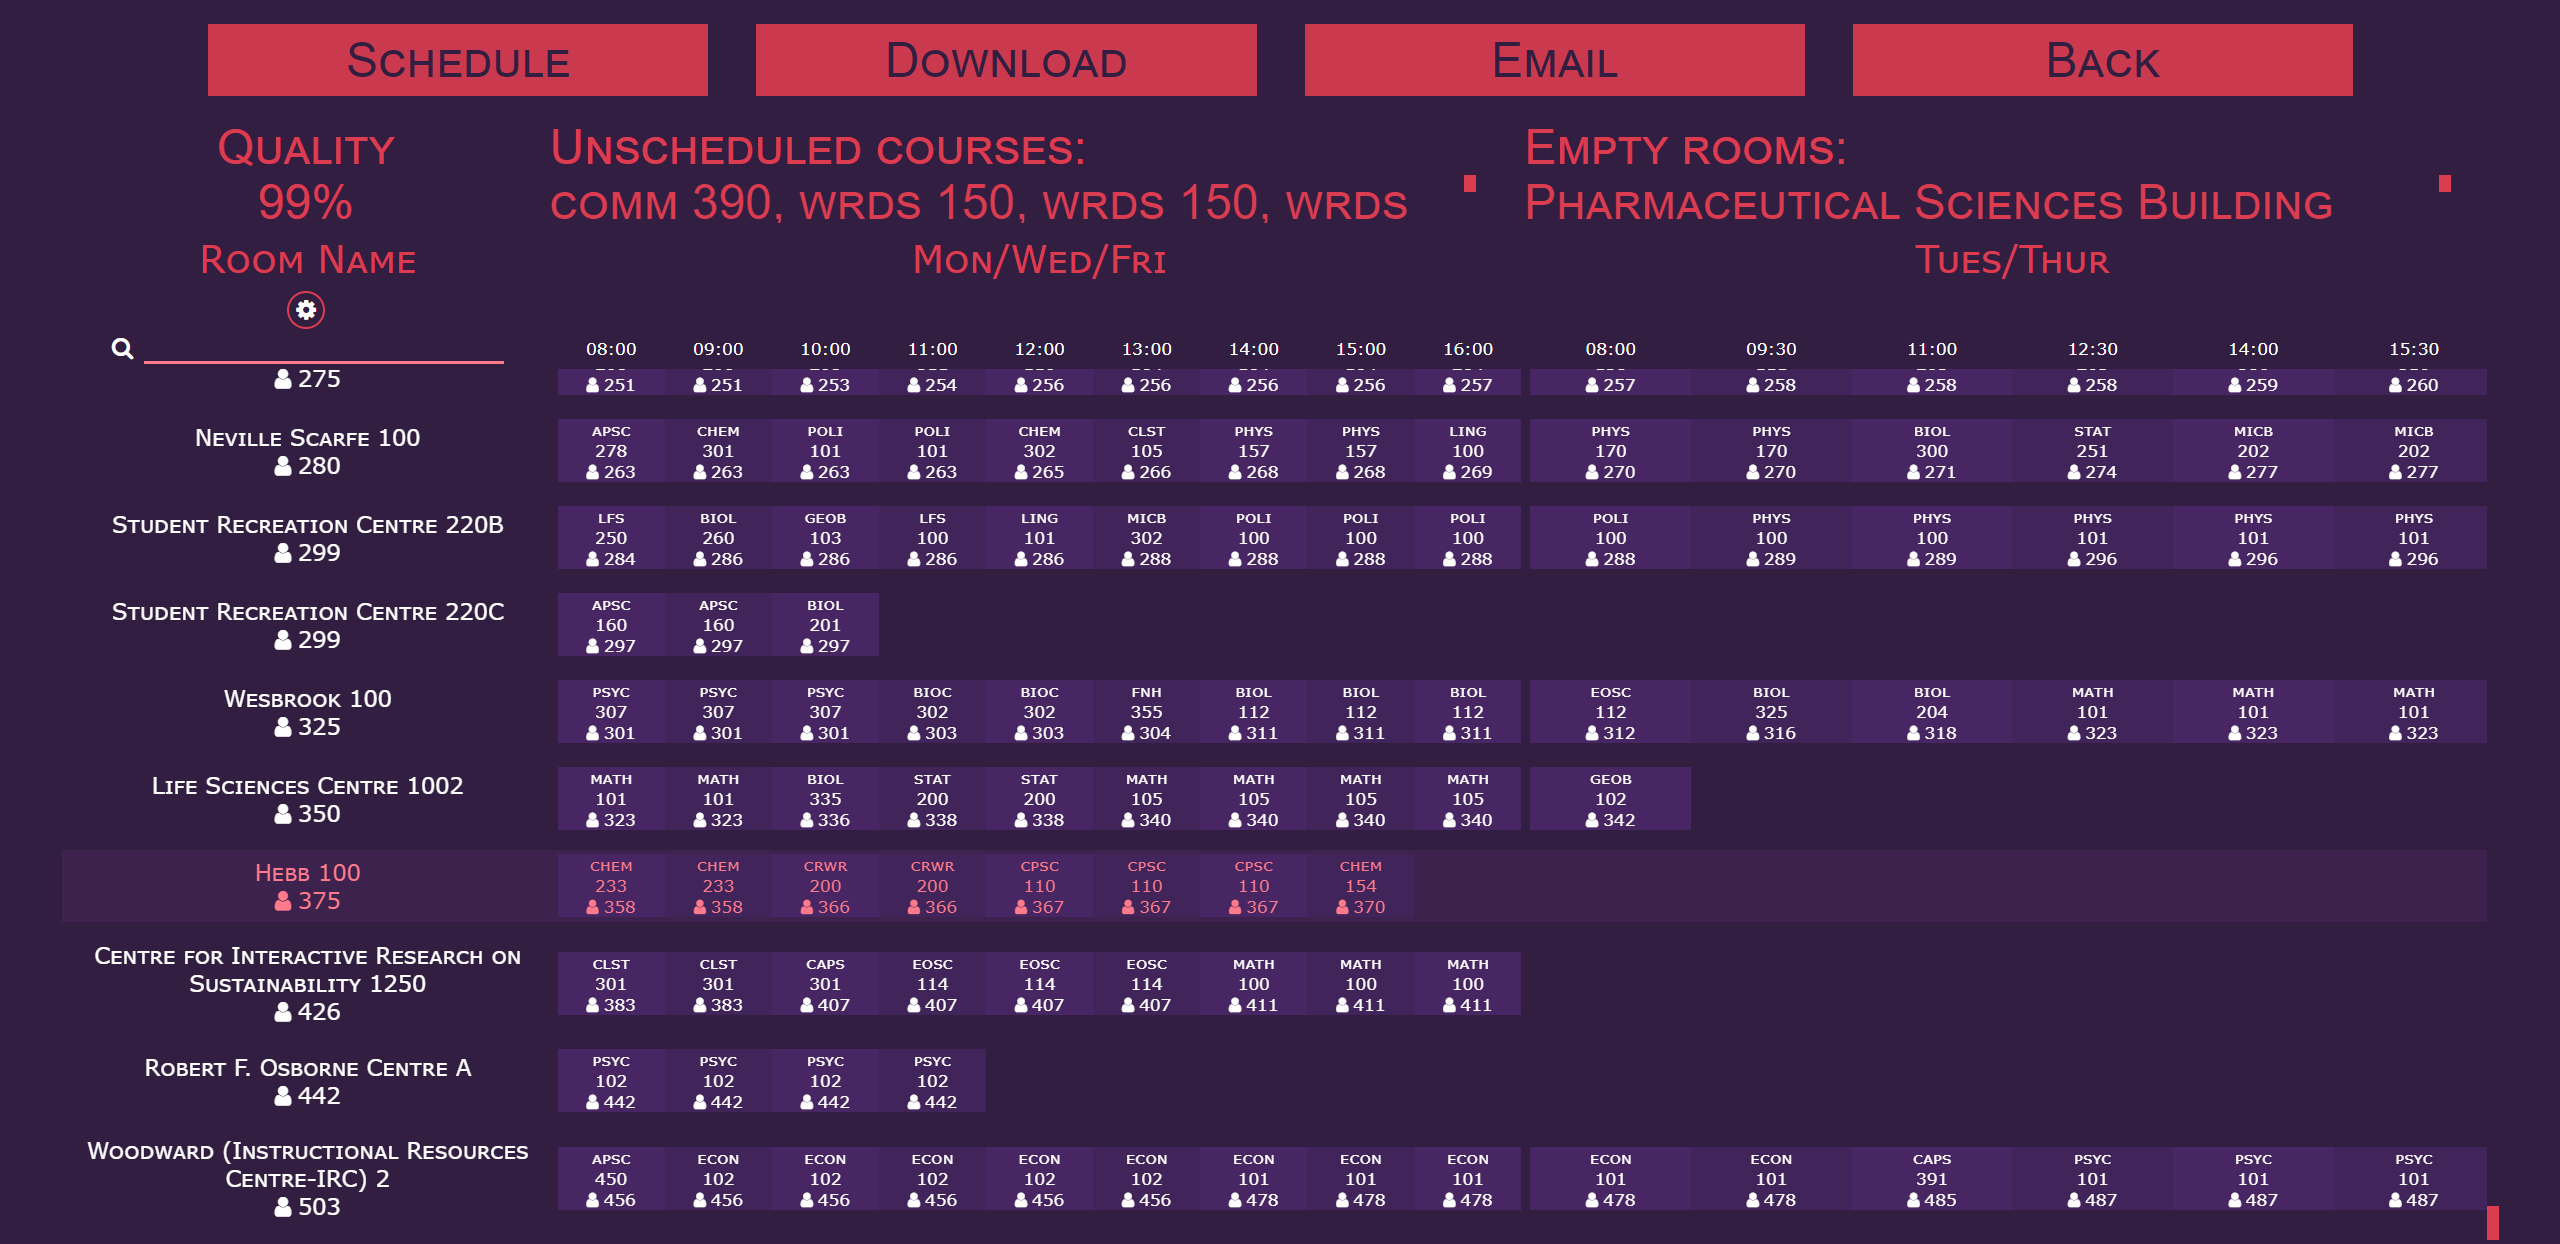 Schedule Download Email Back
Quality Unscheduled courses: Empty rooms:
99% comm 390, wrds 150, wrds 150, wrds Pharmaceutical Sciences Building
Room Name Mon/Wed/Fri Tues/Thur
08:00 09:00 10:00 11:00 12:00 13:00 14:00 15:00 16:00 08:00 09:30 11:00 12:30 14:00 15:30
275 251 251 253 254 256 256 256 256 257 257 258 258 258 259 260
Neville Scarfe 100 APSC CHEM POLI POLI CHEM CLST PHYS PHYS LING PHYS PHYS BIOL STAT MICB MICB
278 301 101 101 302 105 157 157 100 170 170 300 251 202 202
280 263 263 263 263 265 266 268 268 269 270 270 271 274 277 277
Student Recreation Centre 220B LFS BIOL GEOB LFS LING MICB POLI POLI POLI POLI PHYS PHYS PHYS PHYS PHYS
250 260 103 100 101 302 100 100 100 100 100 100 101 101 101
299 284 286 286 286 286 288 288 288 288 288 289 289 296 296 296
Student Recreation Centre 220C APSC APSC BIOL
160 160 201
299 297 297 297
Wesbrook 100 PSYC PSYC PSYC BIOC BIOC FNH BIOL BIOL BIOL EOSC BIOL BIOL MATH MATH MATH
307 307 307 302 302 355 112 112 112 112 325 204 101 101 101
325 301 301 301 303 303 304 311 311 311 312 316 318 323 323 323
Life Sciences Centre 1002 MATH MATH BIOL STAT STAT MATH MATH MATH MATH GEOB
101 101 335 200 200 105 105 105 105 102
350 323 323 336 338 338 340 340 340 340 342
Hebb 100 CHEM CHEM CRWR CRWR CPSC CPSC CPSC CHEM
233 233 200 200 110 110 110 154
375 358 358 366 366 367 367 367 370
Centre for Interactive Research on CLST CLST CAPS EOSC EOSC EOSC MATH MATH MATH
Sustainability 1250 301 301 301 114 114 114 100 100 100
426 383 383 407 407 407 407 411 411 411
Robert F. Osborne Centre A PSYC PSYC PSYC PSYC
102 102 102 102
442 442 442 442 442
Woodward (Instructional Resources APSC ECON ECON ECON ECON ECON ECON ECON ECON ECON ECON CAPS PSYC PSYC PSYC
Centre-IRC) 2 450 102 102 102 102 102 101 101 101 101 101 391 101 101 101
503 456 456 456 456 456 456 478 478 478 478 478 485 487 487 487